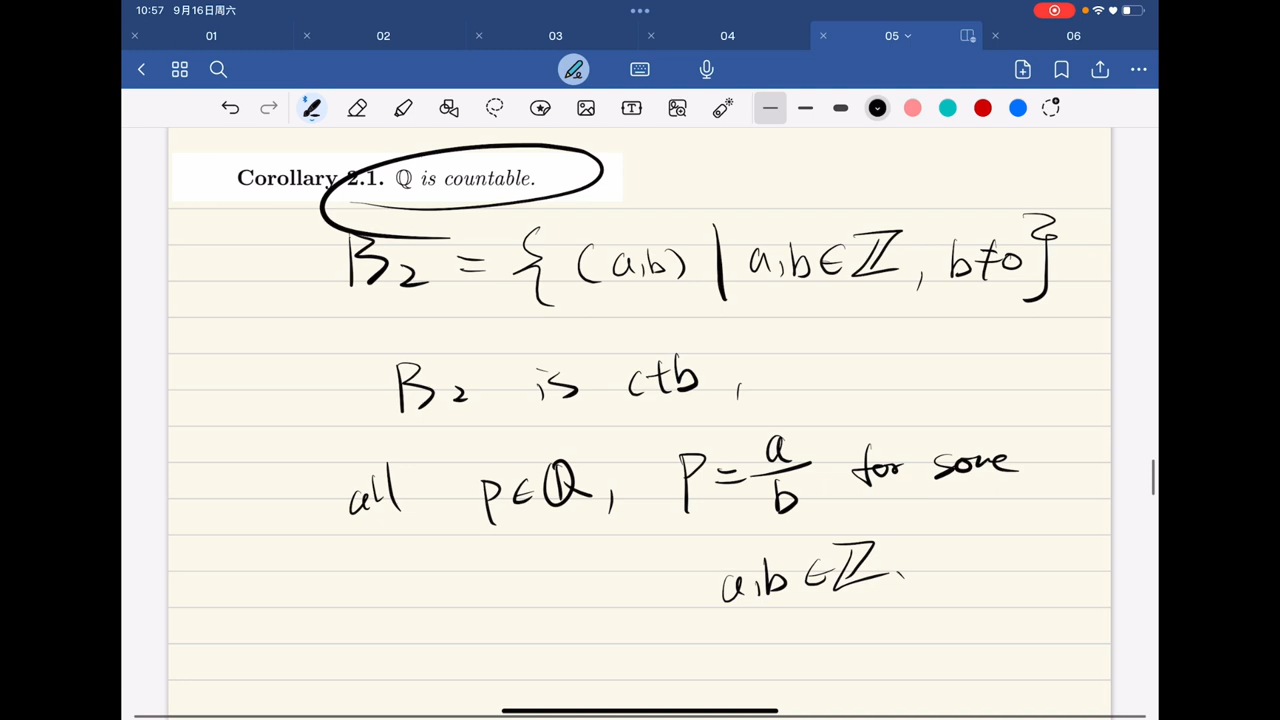 10:57 9月16日周六
01 02 03 04 05 06
Corollary 2.1. ℚ is countable.
B₂ = { (a,b) | a,b ∈ ℤ, b≠0 }
B₂ is ctb,
all p∈ℚ, p = a/b for some
a,b ∈ ℤ.